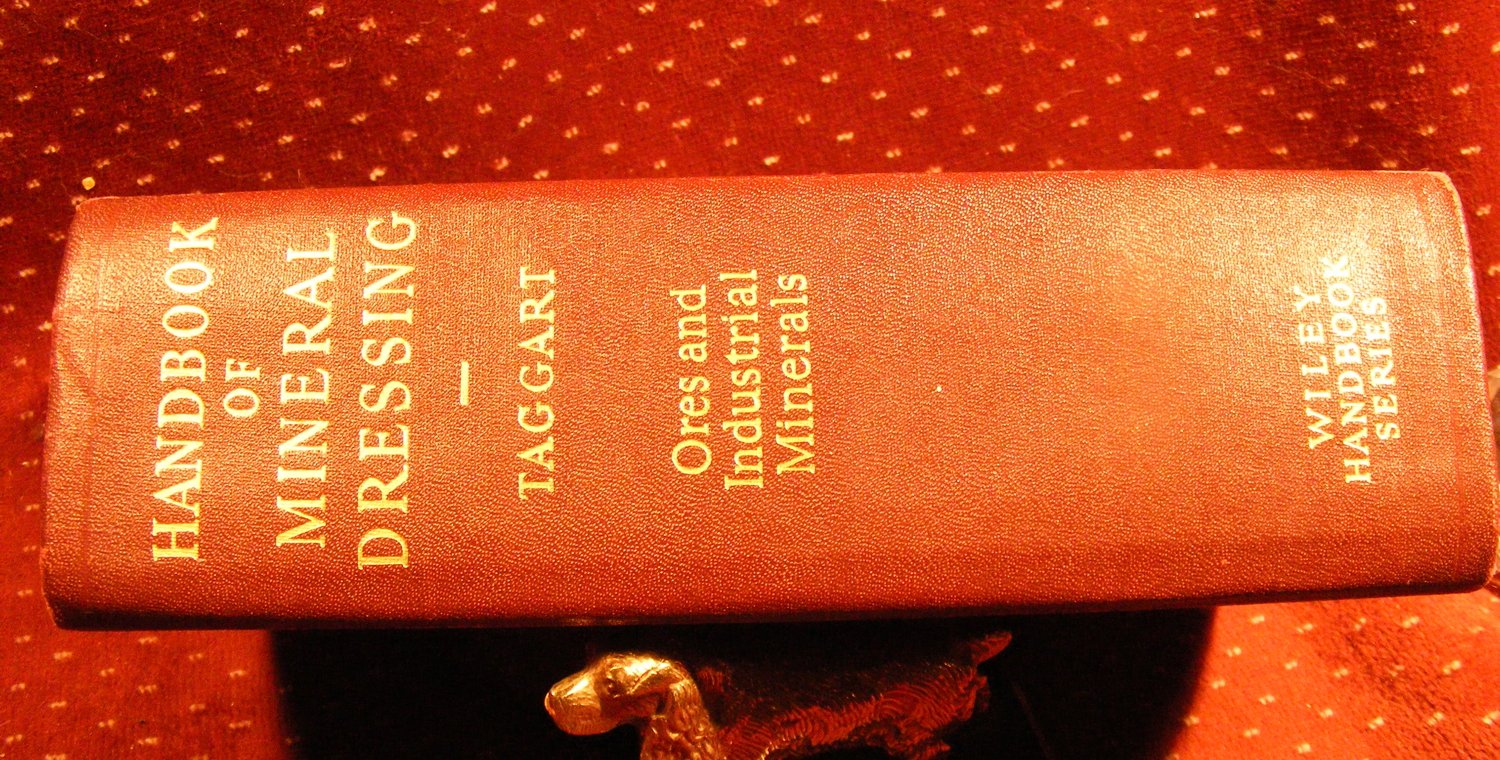 HANDBOOK
OF
MINERAL
DRESSING
—
TAGGART
Ores and
Industrial
Minerals
WILEY
HANDBOOK
SERIES